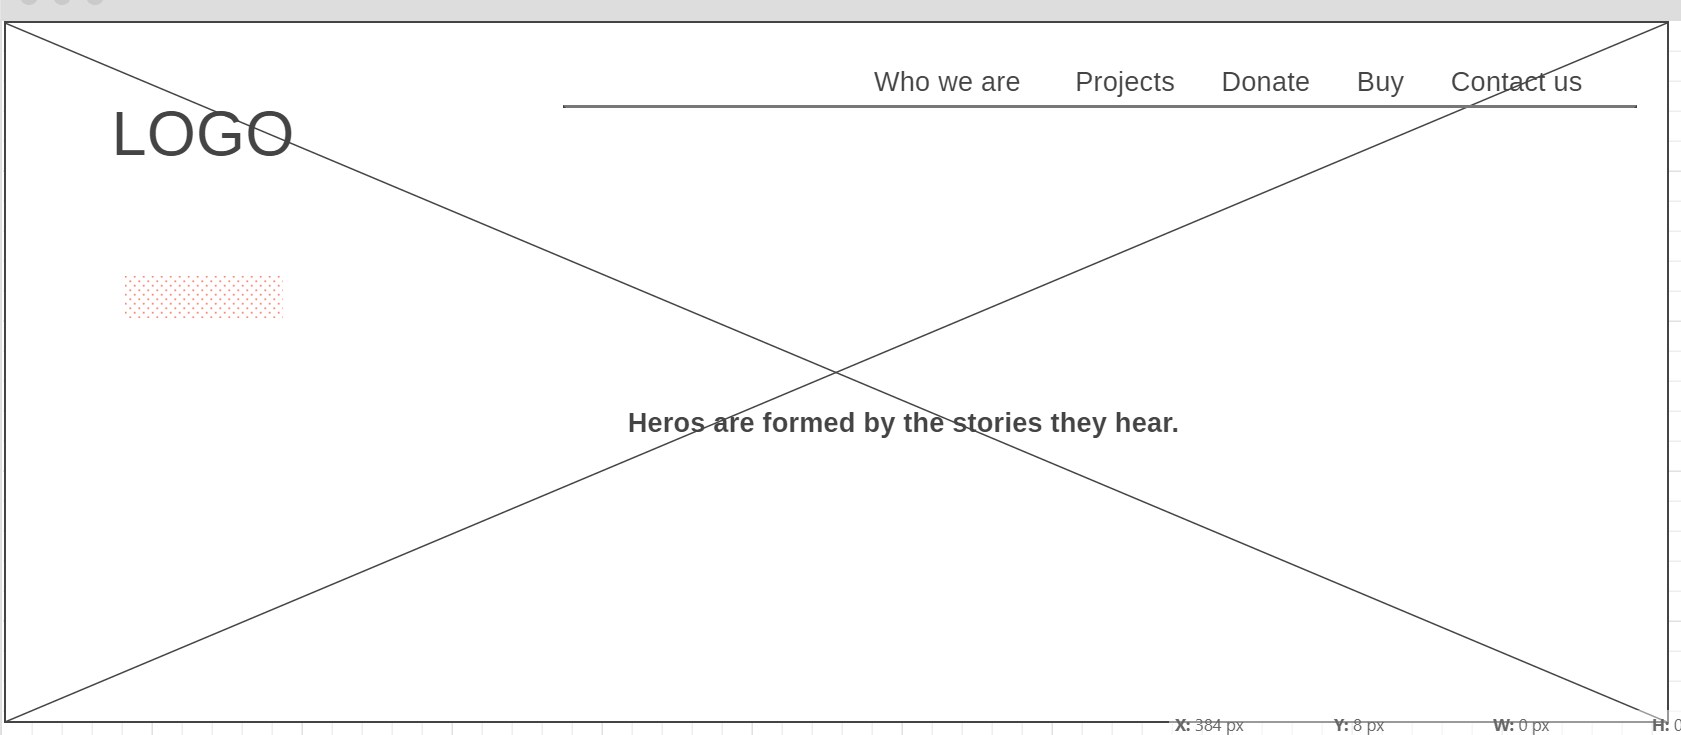 Who we are Projects Donate Buy Contact us
LOGO
Heros are formed by the stories they hear.
X: 384 px Y: 8 px W: 0 px H: 0